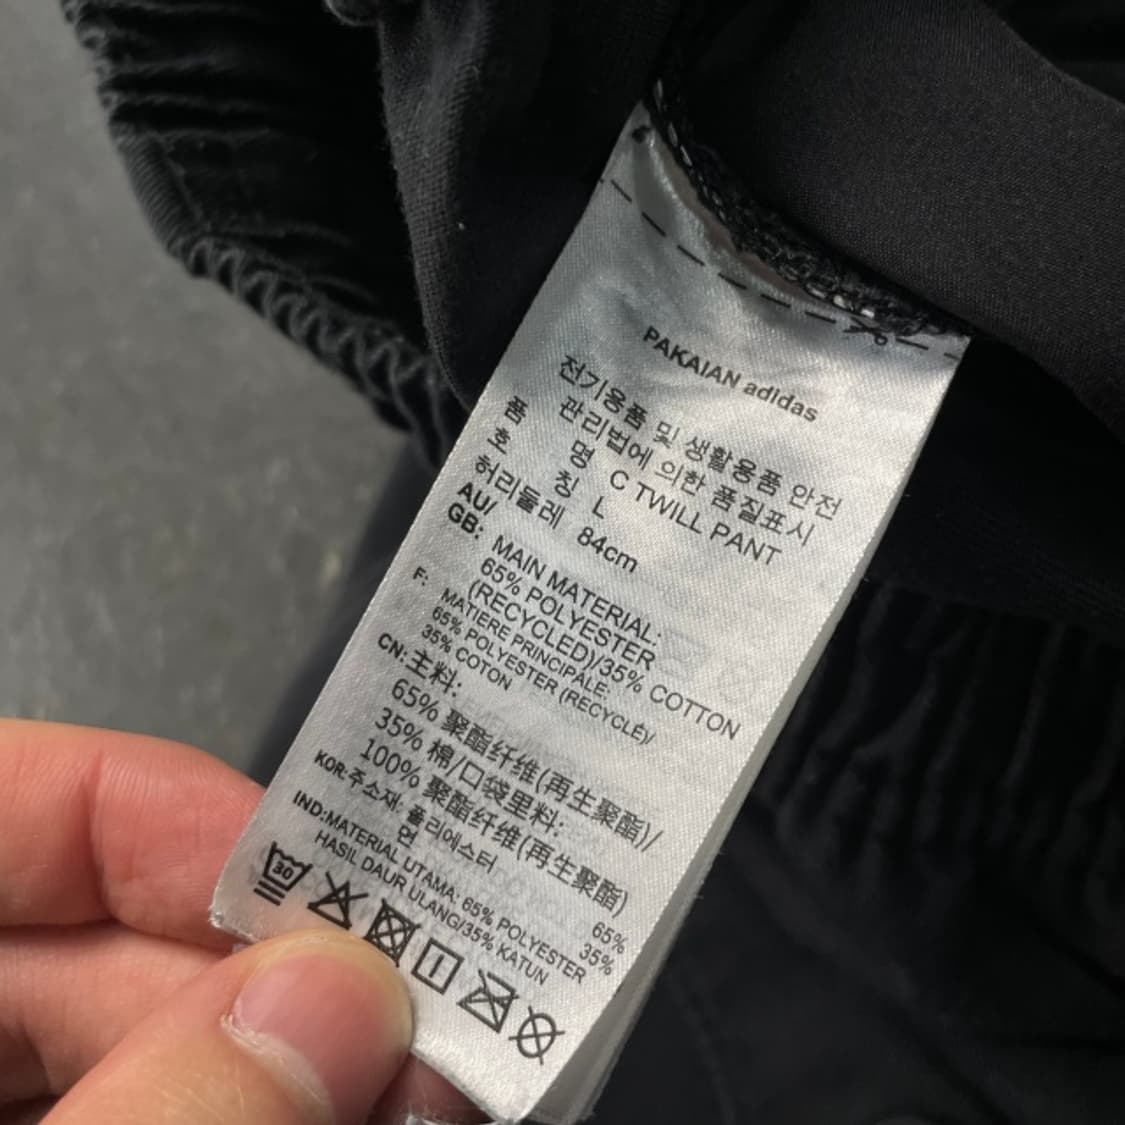 PAKAIAN adidas
전기용품 및 생활용품 안전
관리법에 의한 품질표시
품 명 C TWILL PANT
호 칭 L
허리둘레 84cm
AU/
GB: MAIN MATERIAL:
65% POLYESTER
(RECYCLED)/35% COTTON
F: MATIERE PRINCIPALE:
65% POLYESTER (RECYCLÉ)/
35% COTON
CN: 主料:
65% 聚酯纤维(再生聚酯)/
35% 棉/口袋里料:
100% 聚酯纤维(再生聚酯)
KOR: 주소재: 폴리에스터 65%
면 35%
IND: MATERIAL UTAMA: 65% POLYESTER
HASIL DAUR ULANG/35% KATUN
30